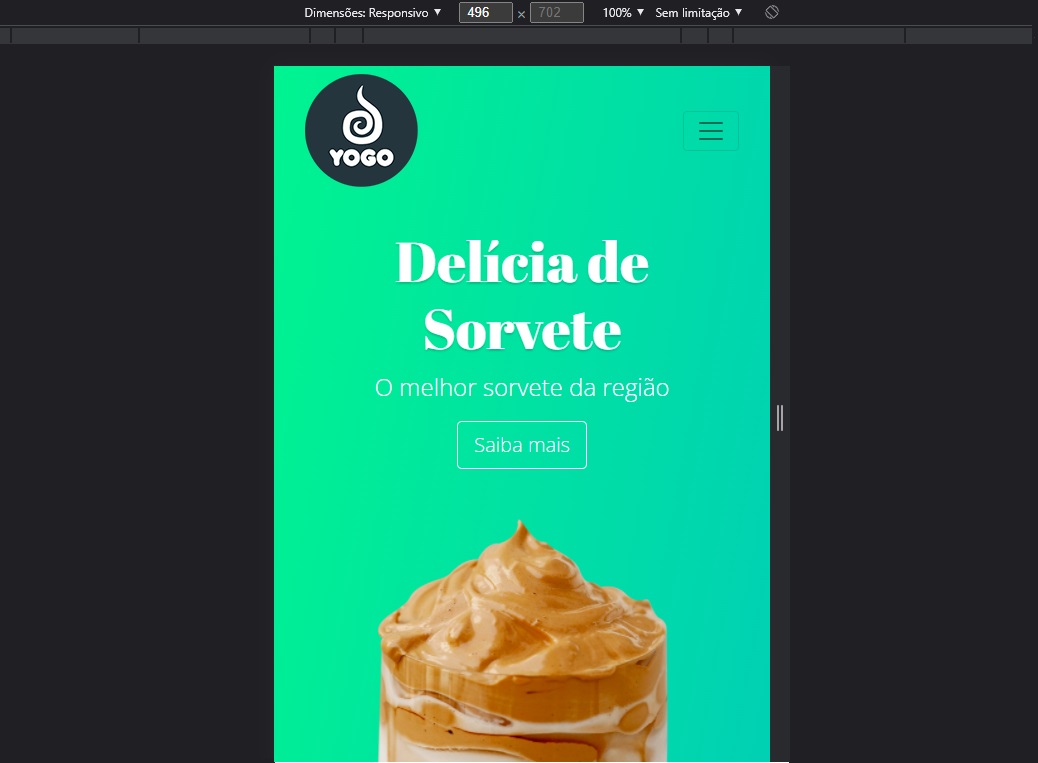 Dimensões: Responsivo ▼ 496 × 702 100% ▼ Sem limitação ▼
YOGO
Delícia de
Sorvete
O melhor sorvete da região
Saiba mais